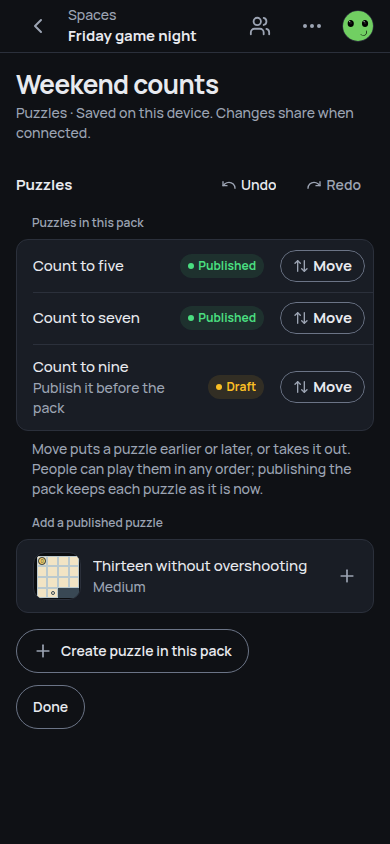 Spaces
Friday game night
Weekend counts
Puzzles · Saved on this device. Changes share when
connected.
Puzzles
Undo
Redo
Puzzles in this pack
Count to five
Published
Move
Count to seven
Published
Move
Count to nine
Publish it before the
pack
Draft
Move
Move puts a puzzle earlier or later, or takes it out.
People can play them in any order; publishing the
pack keeps each puzzle as it is now.
Add a published puzzle
Thirteen without overshooting
Medium
Create puzzle in this pack
Done